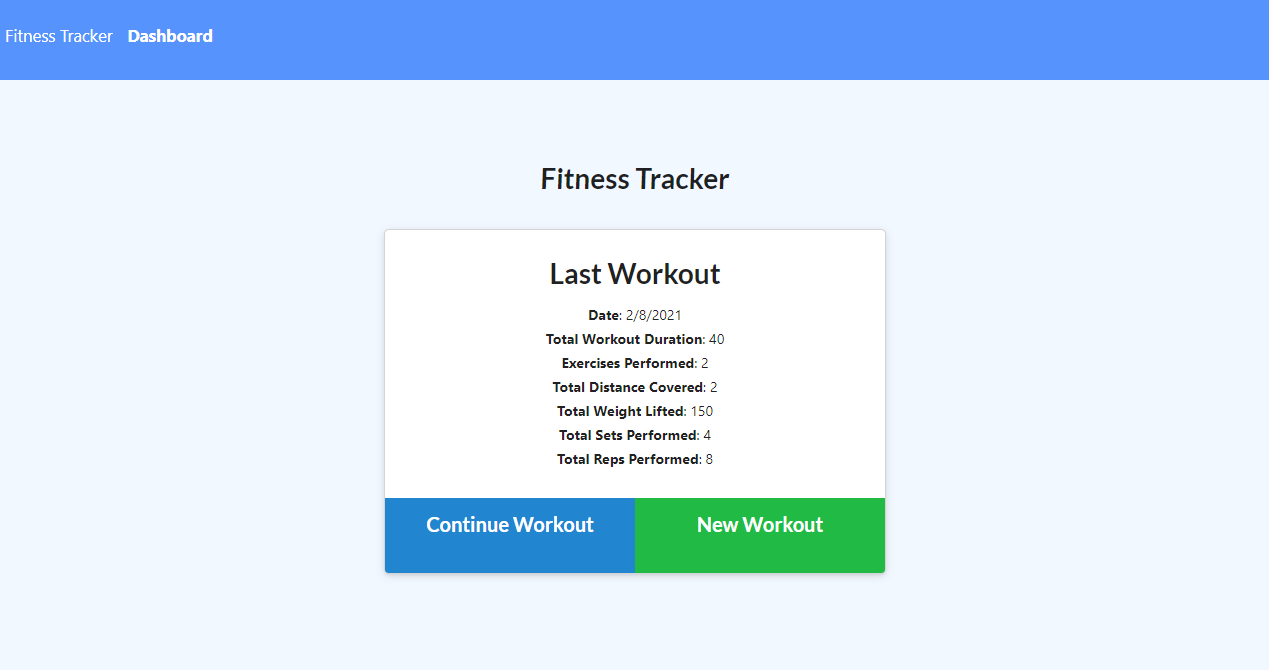 Fitness Tracker Dashboard
Fitness Tracker
Last Workout
Date: 2/8/2021
Total Workout Duration: 40
Exercises Performed: 2
Total Distance Covered: 2
Total Weight Lifted: 150
Total Sets Performed: 4
Total Reps Performed: 8
Continue Workout New Workout